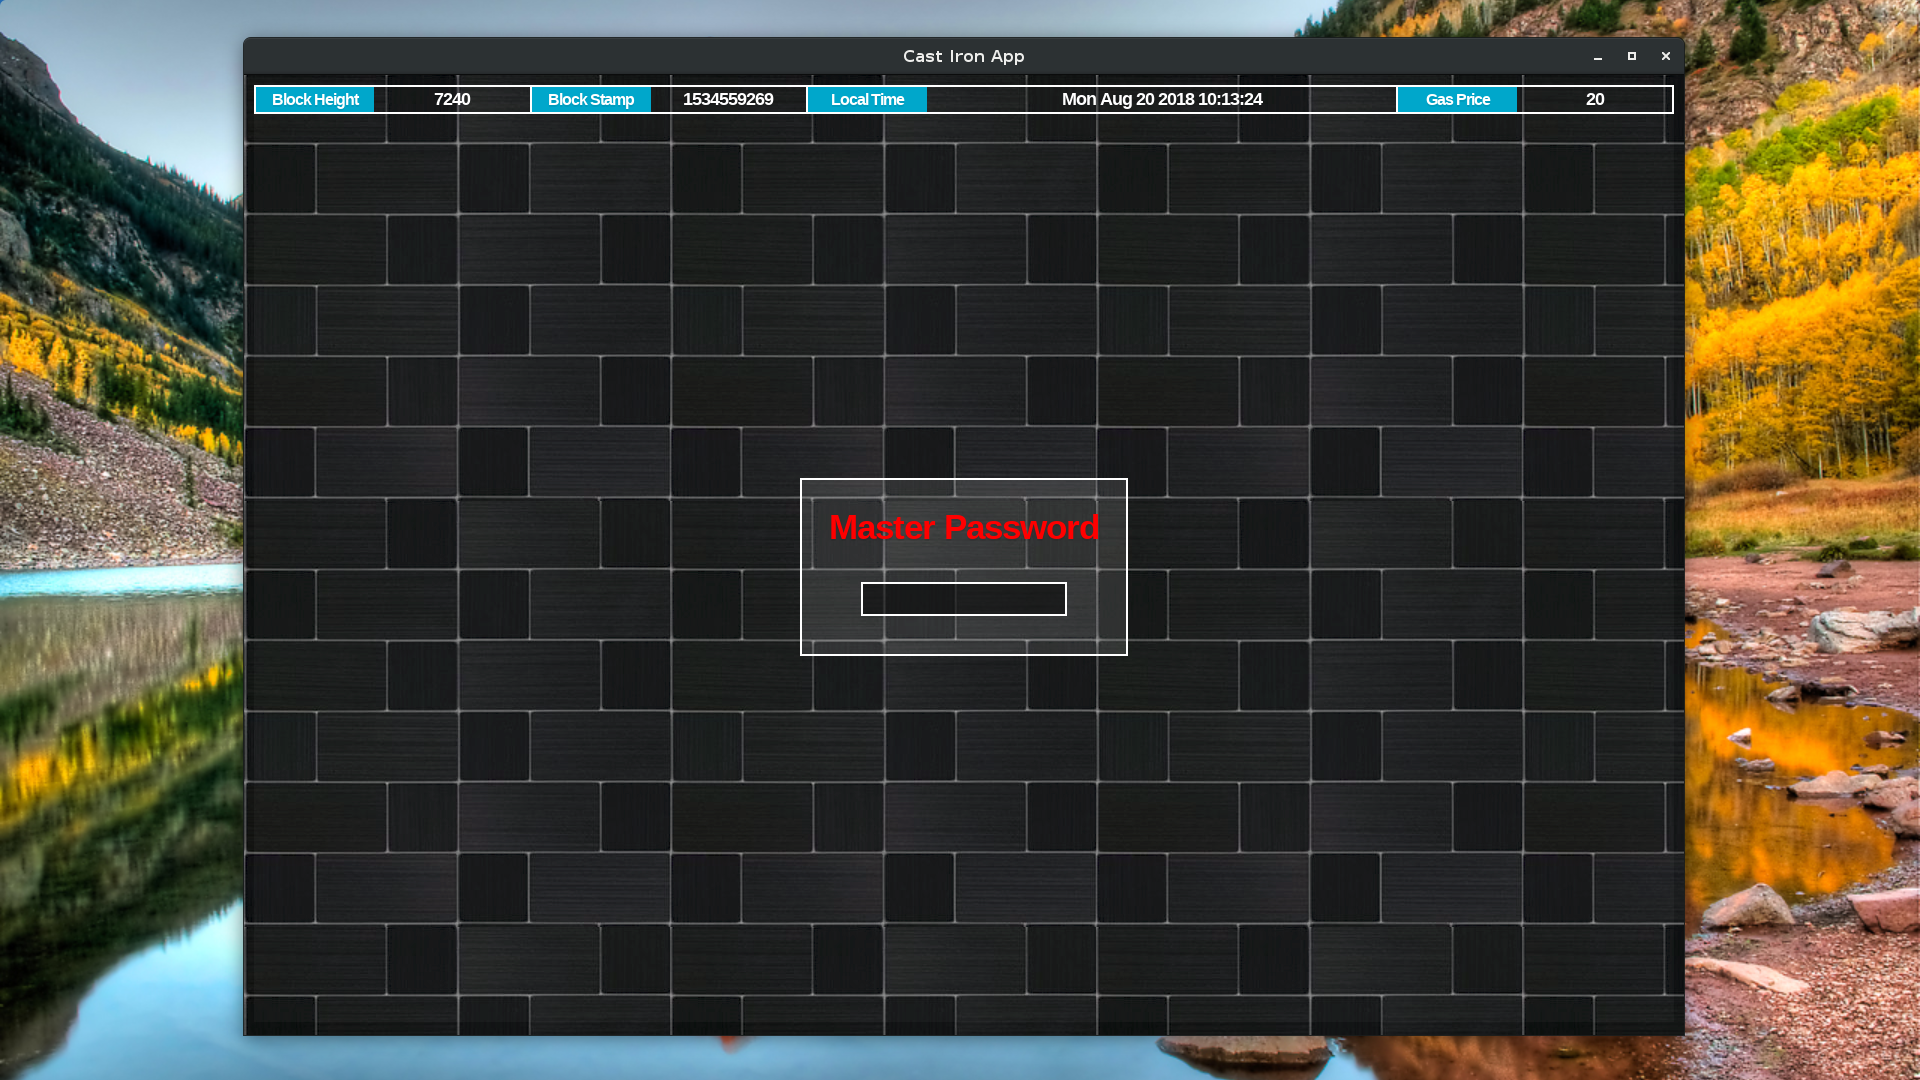 Cast Iron App
Block Height 7240 Block Stamp 1534559269 Local Time Mon Aug 20 2018 10:13:24 Gas Price 20
Master Password